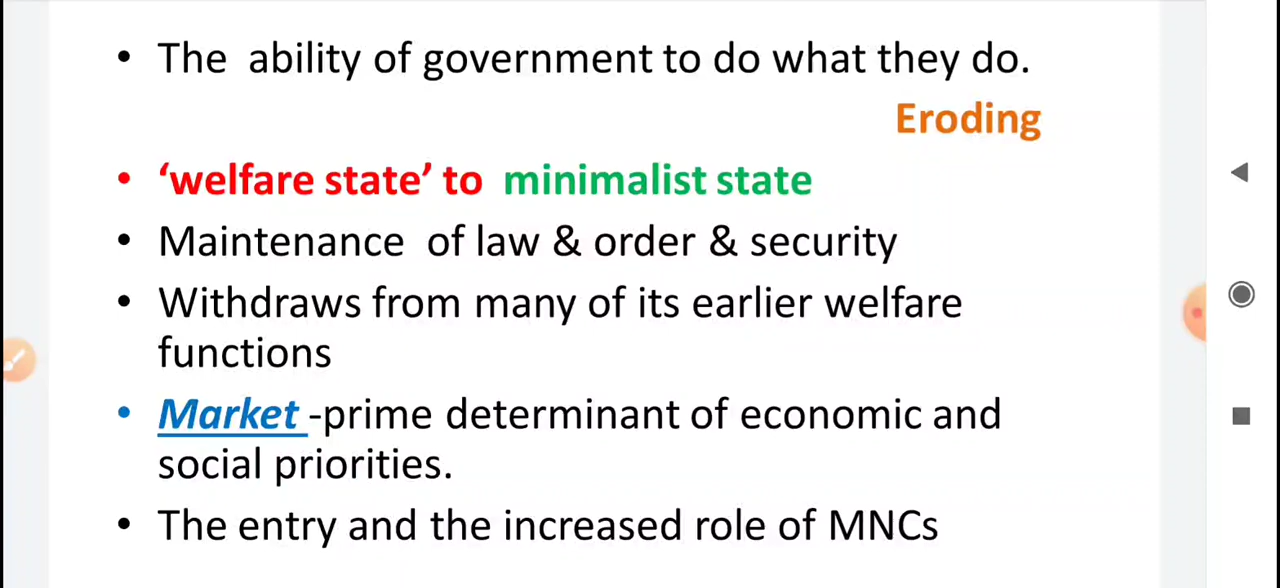 • The ability of government to do what they do.
Eroding
• ‘welfare state’ to minimalist state
• Maintenance of law & order & security
• Withdraws from many of its earlier welfare
functions
• Market -prime determinant of economic and
social priorities.
• The entry and the increased role of MNCs